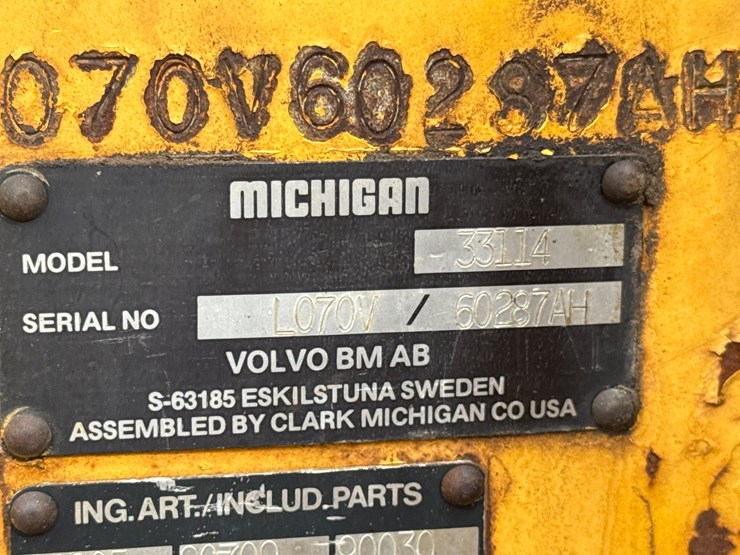 070V60287AH
MICHIGAN
MODEL 33114
SERIAL NO L070V / 60287AH
VOLVO BM AB
S-63185 ESKILSTUNA SWEDEN
ASSEMBLED BY CLARK MICHIGAN CO USA
ING.ART./INCLUD.PARTS
90030